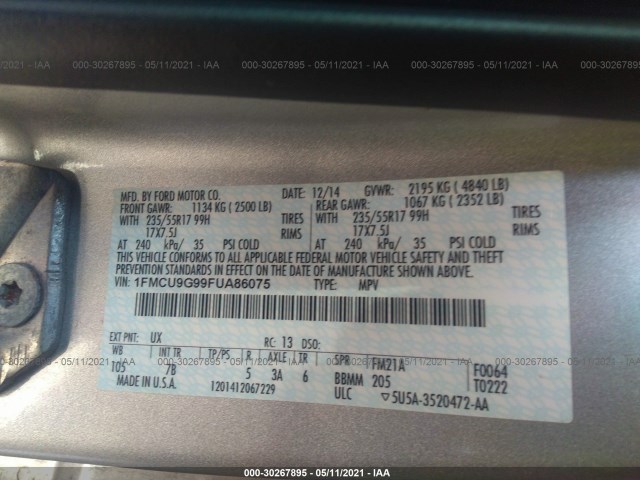 000-30267895 - 05/11/2021 - IAA
MFD. BY FORD MOTOR CO.
DATE: 12/14 GVWR: 2195 KG ( 4840 LB)
FRONT GAWR: 1134 KG ( 2500 LB)
REAR GAWR: 1067 KG ( 2352 LB)
WITH 235/55R17 99H TIRES
WITH 235/55R17 99H TIRES
17X7.5J RIMS
17X7.5J RIMS
AT 240 kPa/ 35 PSI COLD
AT 240 kPa/ 35 PSI COLD
THIS VEHICLE CONFORMS TO ALL APPLICABLE FEDERAL MOTOR VEHICLE SAFETY AND THEFT
PREVENTION STANDARDS IN EFFECT ON THE DATE OF MANUFACTURE SHOWN ABOVE.
VIN: 1FMCU9G99FUA86075 TYPE: MPV
EXT PNT: UX RC: 13 DSO:
WB INT TR TP/PS R AXLE TR SPR
105 /B 5 3A 6 FM21A F0064
BBMM 205 T0222
MADE IN U.S.A. 1201412067229
ULC 5U5A-3520472-AA
000-30267895 - 05/11/2021 - IAA